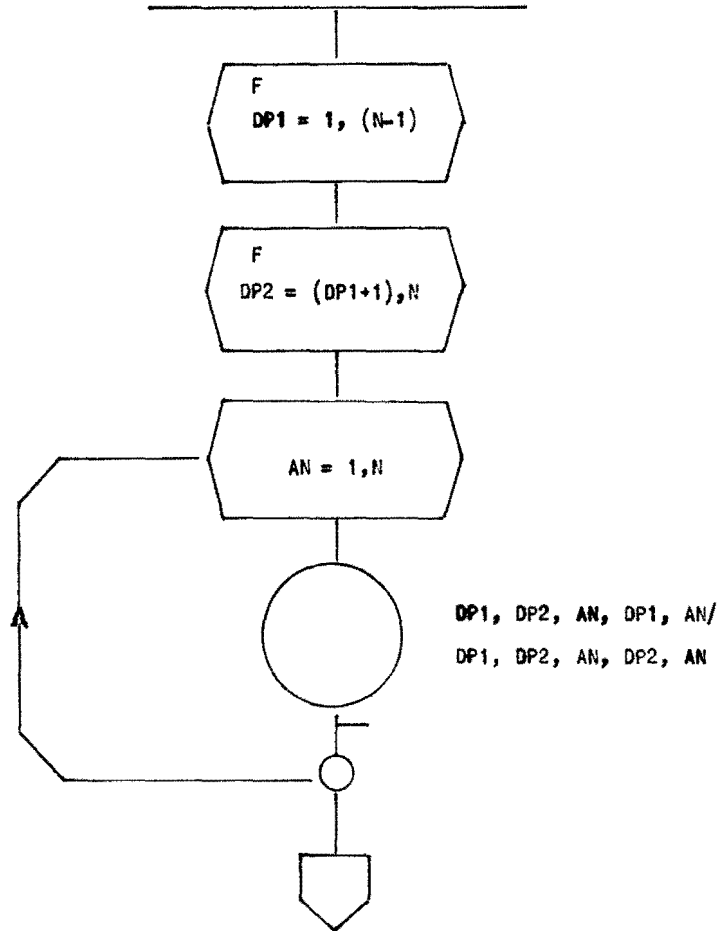 F
DP1 = 1, (N-1)
F
DP2 = (DP1+1),N
AN = 1,N
DP1, DP2, AN, DP1, AN/
DP1, DP2, AN, DP2, AN